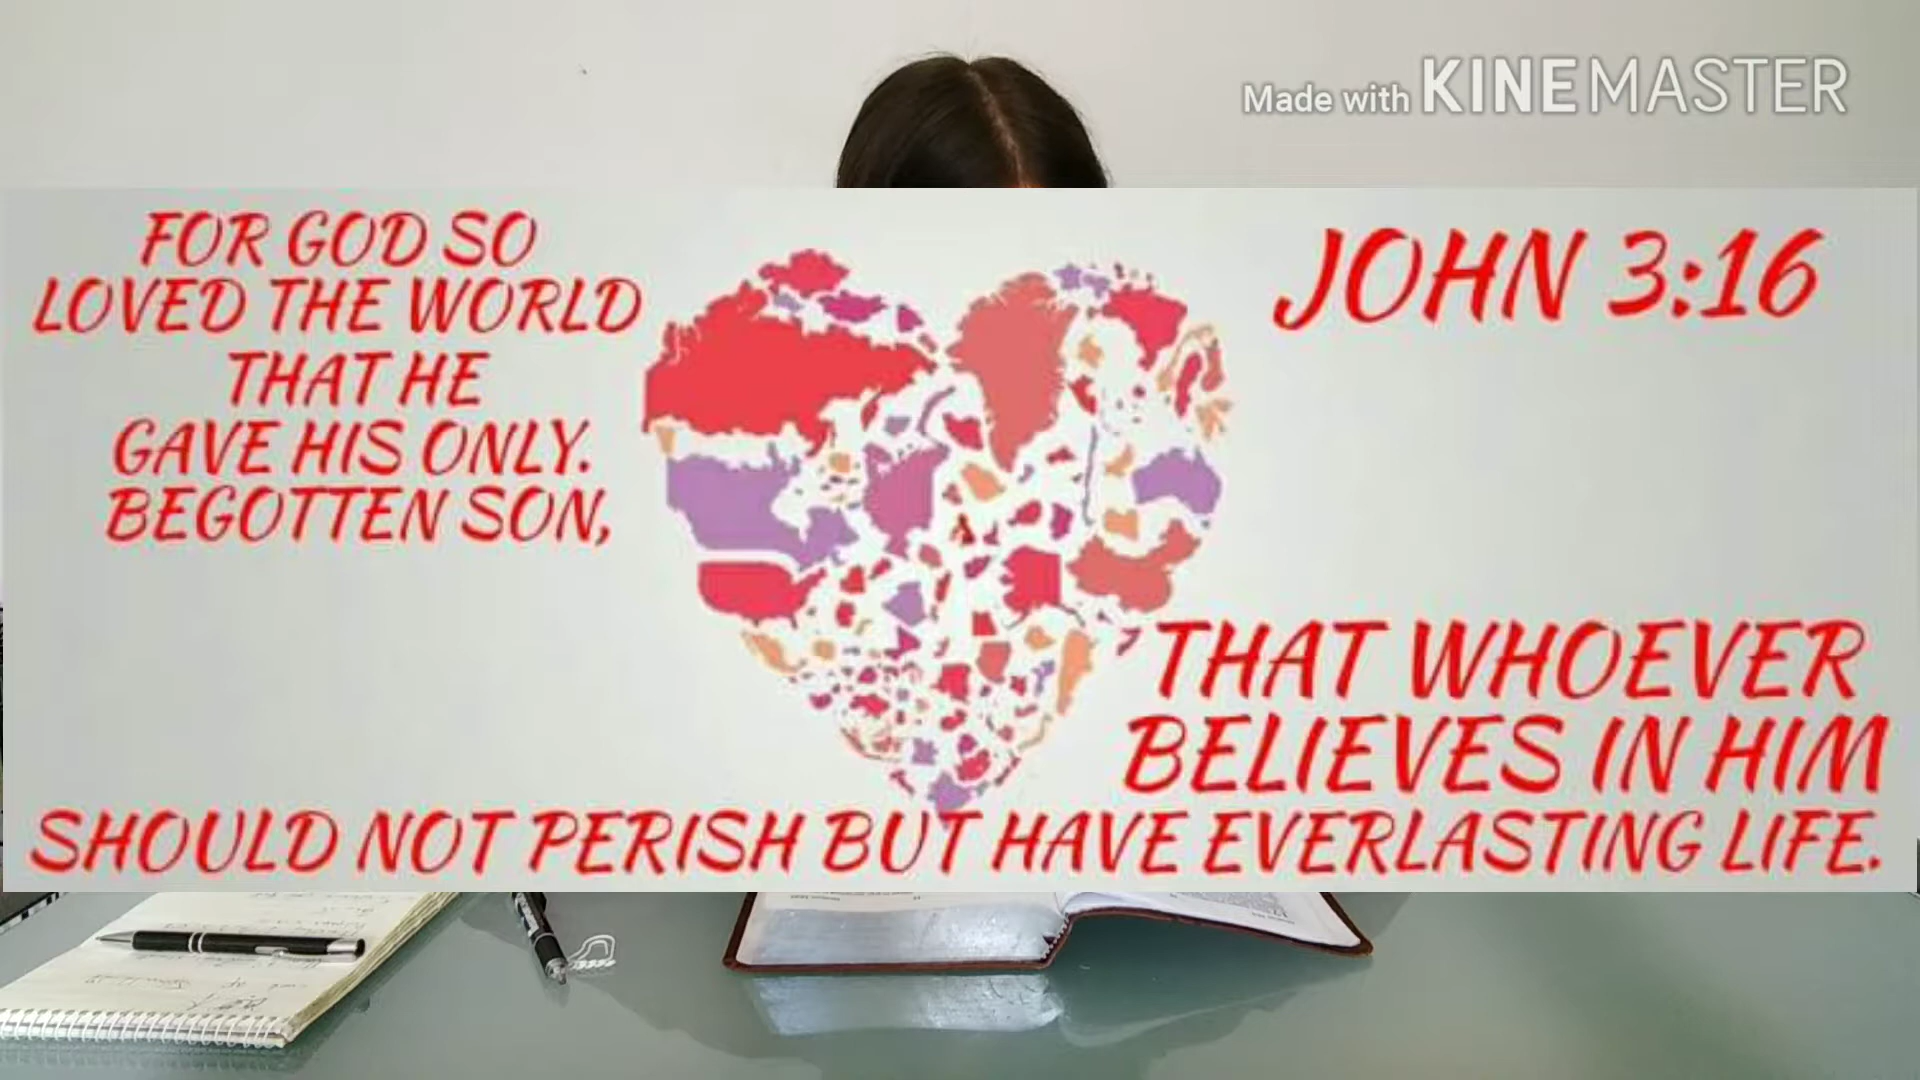 Made with KINEMASTER
FOR GOD SO
LOVED THE WORLD
THAT HE
GAVE HIS ONLY.
BEGOTTEN SON,
JOHN 3:16
THAT WHOEVER
BELIEVES IN HIM
SHOULD NOT PERISH BUT HAVE EVERLASTING LIFE.